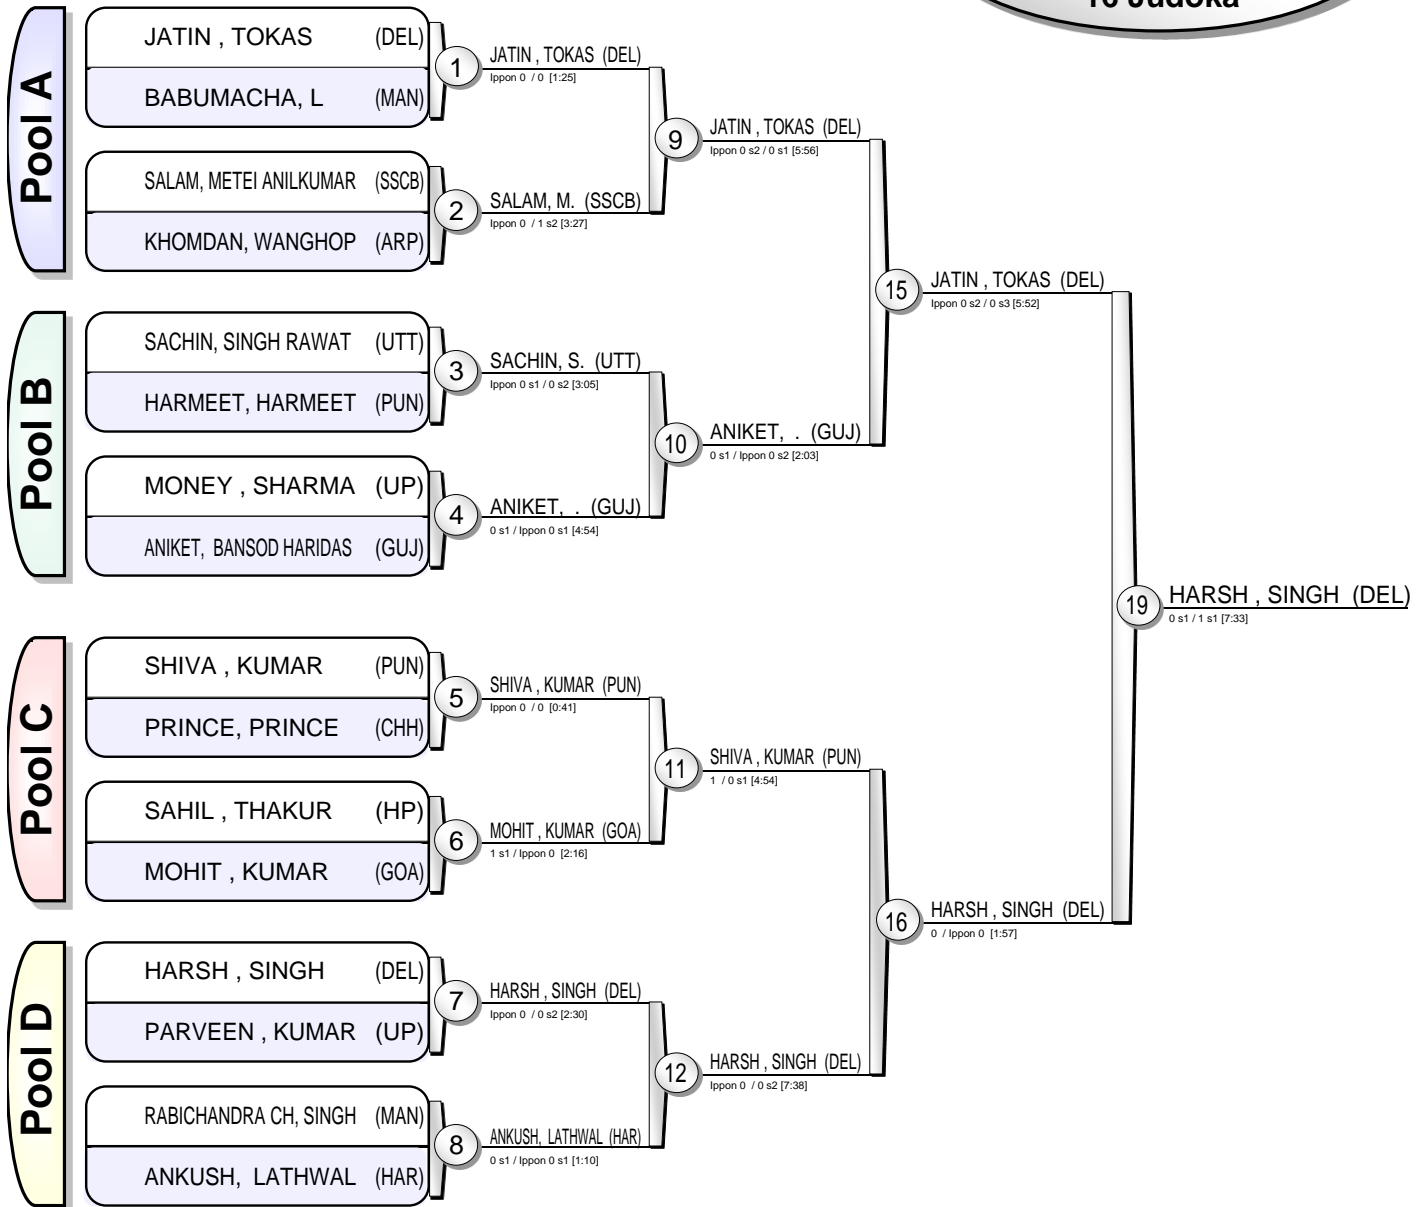 16 Judoka
Pool A
JATIN , TOKAS (DEL)
BABUMACHA, L (MAN)
1
JATIN , TOKAS (DEL)
Ippon 0 / 0 [1:25]
SALAM, METEI ANILKUMAR (SSCB)
KHOMDAN, WANGHOP (ARP)
2
SALAM, M. (SSCB)
Ippon 0 / 1 s2 [3:27]
9
JATIN , TOKAS (DEL)
Ippon 0 s2 / 0 s1 [5:56]
Pool B
SACHIN, SINGH RAWAT (UTT)
HARMEET, HARMEET (PUN)
3
SACHIN, S. (UTT)
Ippon 0 s1 / 0 s2 [3:05]
MONEY , SHARMA (UP)
ANIKET, BANSOD HARIDAS (GUJ)
4
ANIKET, . (GUJ)
0 s1 / Ippon 0 s1 [4:54]
10
ANIKET, . (GUJ)
0 s1 / Ippon 0 s2 [2:03]
15
JATIN , TOKAS (DEL)
Ippon 0 s2 / 0 s3 [5:52]
Pool C
SHIVA , KUMAR (PUN)
PRINCE, PRINCE (CHH)
5
SHIVA , KUMAR (PUN)
Ippon 0 / 0 [0:41]
SAHIL , THAKUR (HP)
MOHIT , KUMAR (GOA)
6
MOHIT , KUMAR (GOA)
1 s1 / Ippon 0 [2:16]
11
SHIVA , KUMAR (PUN)
1 / 0 s1 [4:54]
Pool D
HARSH , SINGH (DEL)
PARVEEN , KUMAR (UP)
7
HARSH , SINGH (DEL)
Ippon 0 / 0 s2 [2:30]
RABICHANDRA CH, SINGH (MAN)
ANKUSH, LATHWAL (HAR)
8
ANKUSH, LATHWAL (HAR)
0 s1 / Ippon 0 s1 [1:10]
12
HARSH , SINGH (DEL)
Ippon 0 / 0 s2 [7:38]
16
HARSH , SINGH (DEL)
0 / Ippon 0 [1:57]
19
HARSH , SINGH (DEL)
0 s1 / 1 s1 [7:33]